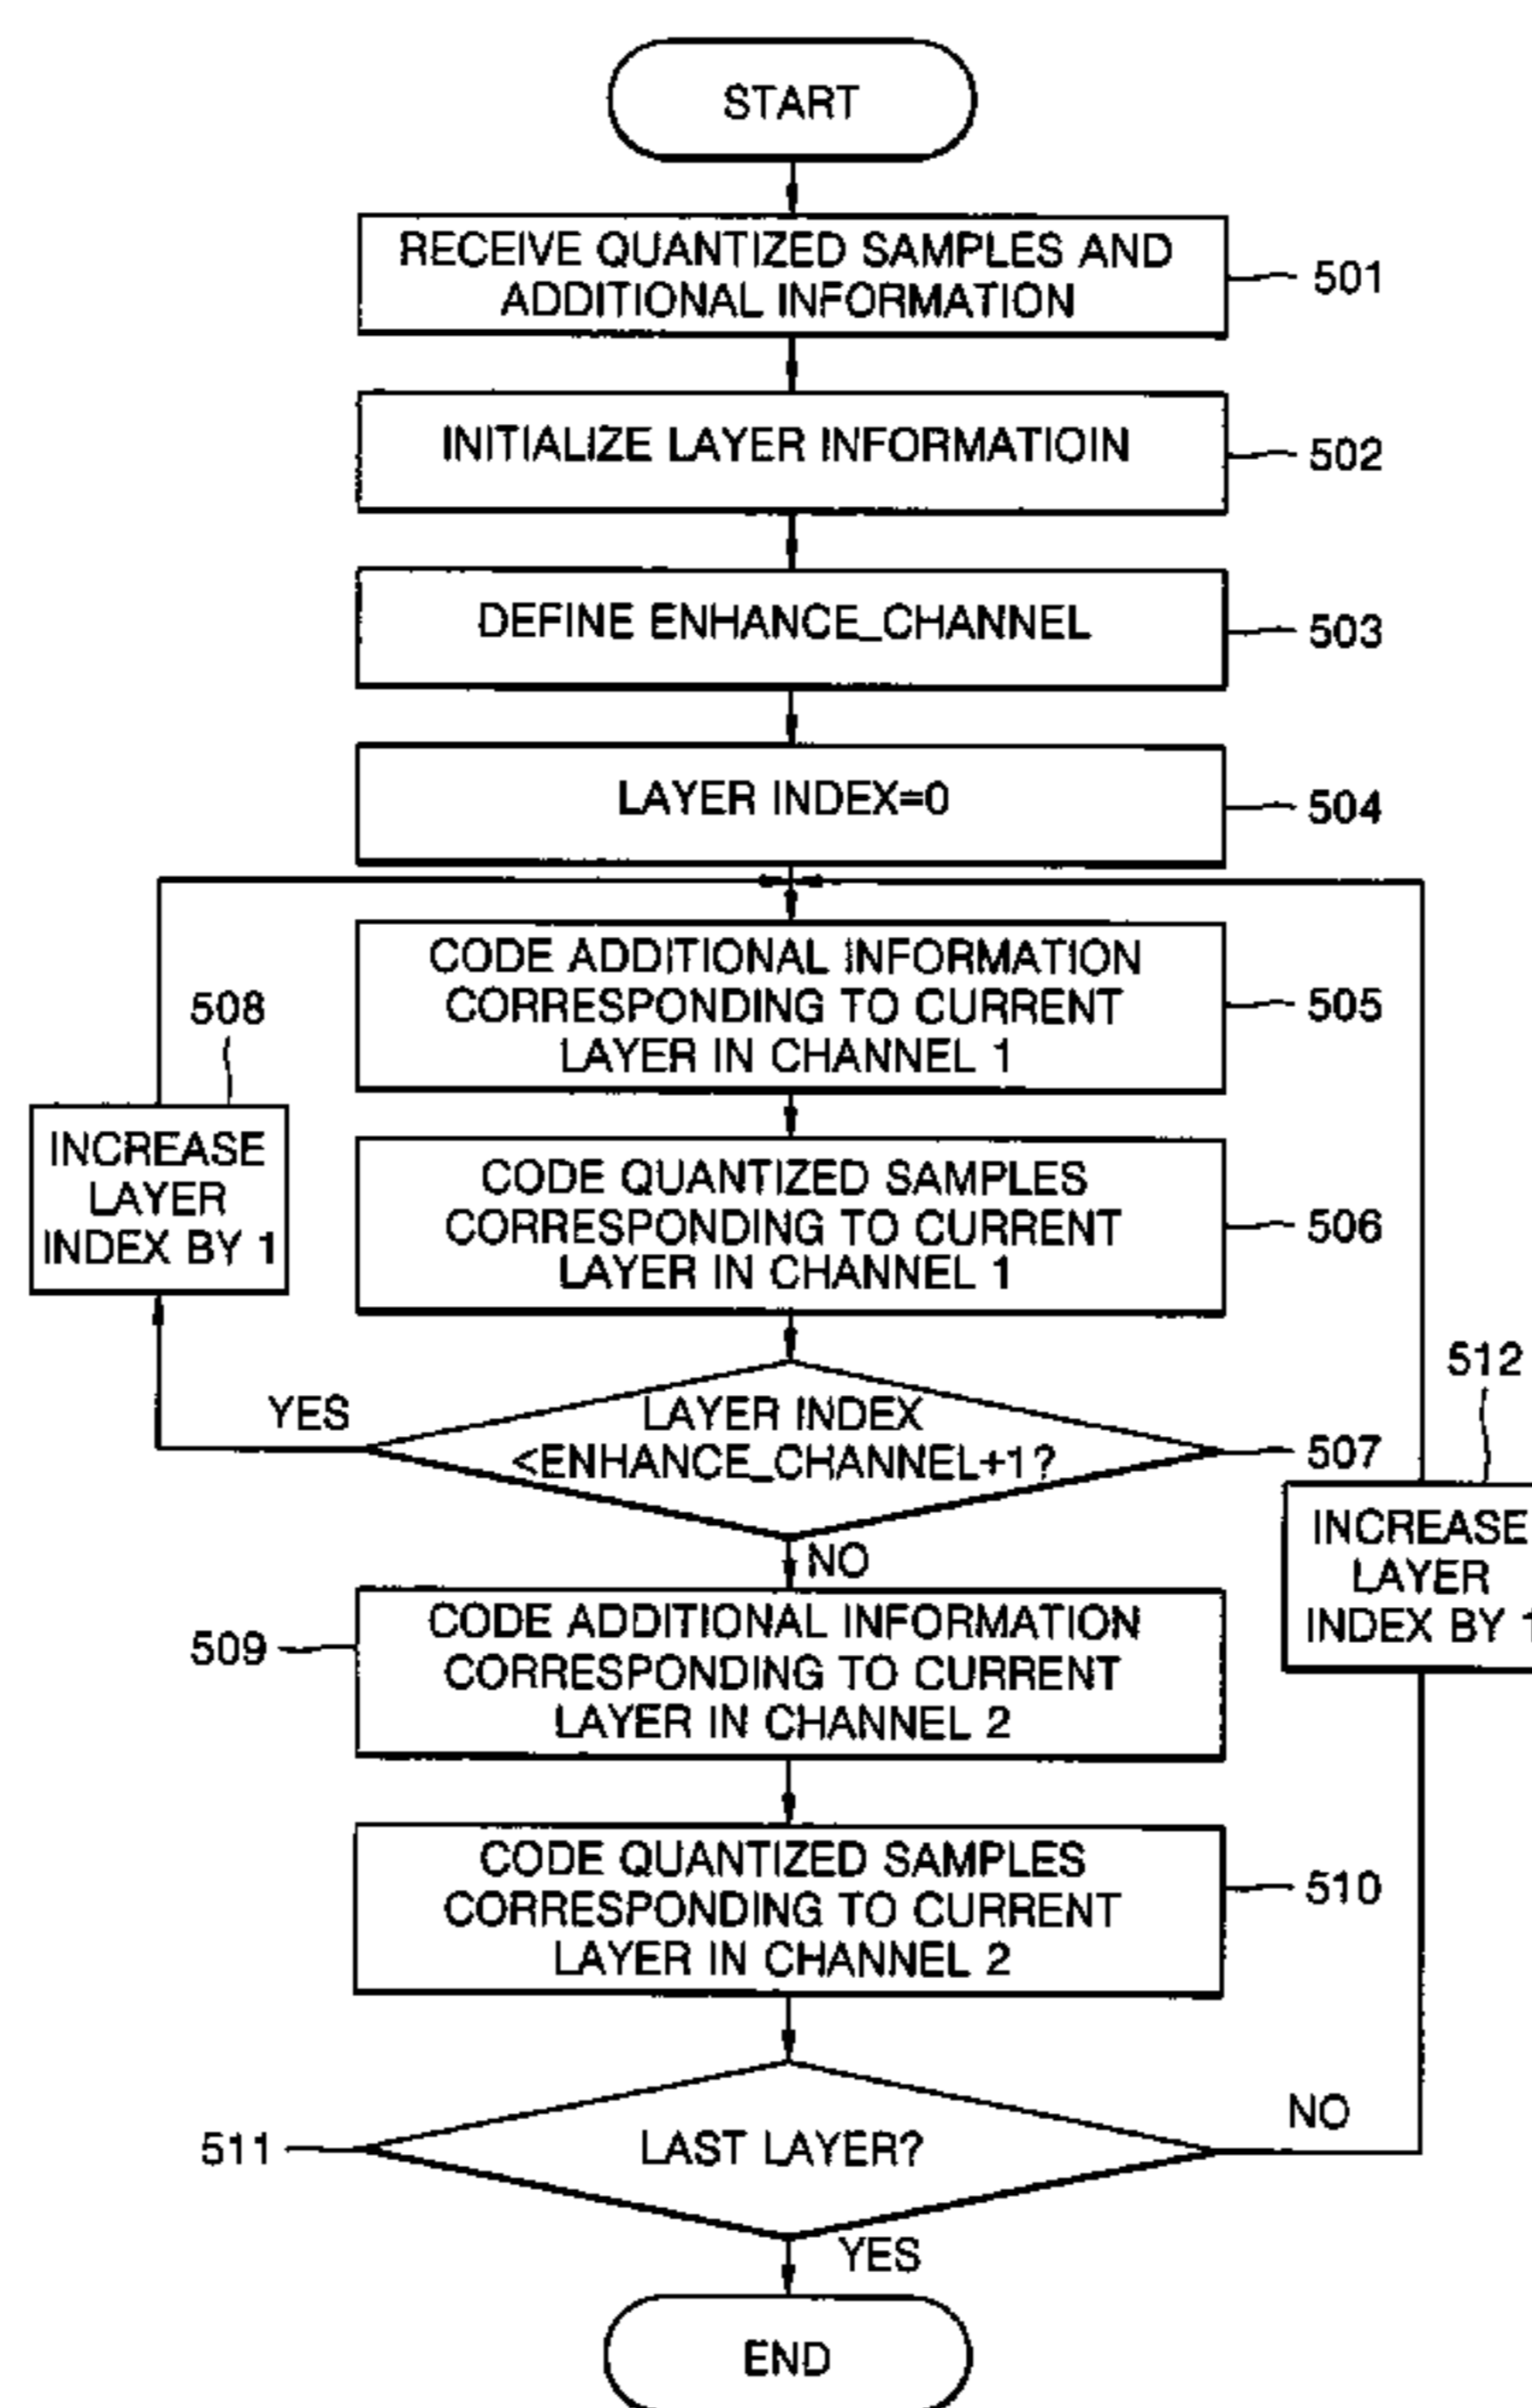 START
RECEIVE QUANTIZED SAMPLES AND
ADDITIONAL INFORMATION
501
INITIALIZE LAYER INFORMATIOIN
502
DEFINE ENHANCE_CHANNEL
503
LAYER INDEX=0
504
CODE ADDITIONAL INFORMATION
CORRESPONDING TO CURRENT
LAYER IN CHANNEL 1
505
508
INCREASE
LAYER
INDEX BY 1
CODE QUANTIZED SAMPLES
CORRESPONDING TO CURRENT
LAYER IN CHANNEL 1
506
YES
LAYER INDEX
<ENHANCE_CHANNEL+1?
507
512
INCREASE
LAYER
INDEX BY 1
NO
509
CODE ADDITIONAL INFORMATION
CORRESPONDING TO CURRENT
LAYER IN CHANNEL 2
CODE QUANTIZED SAMPLES
CORRESPONDING TO CURRENT
LAYER IN CHANNEL 2
510
511
LAST LAYER?
NO
YES
END